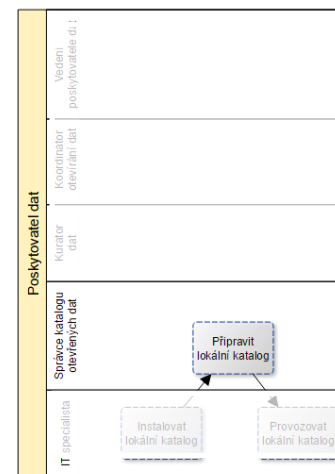 Poskytovatel dat
Vedení
poskytovatele dat
Koordinátor
otevírání dat
Kurátor
dat
Správce katalogu
otevřených dat
Připravit
lokální katalog
IT specialista
Instalovat
lokální katalog
Provozovat
lokální katalog